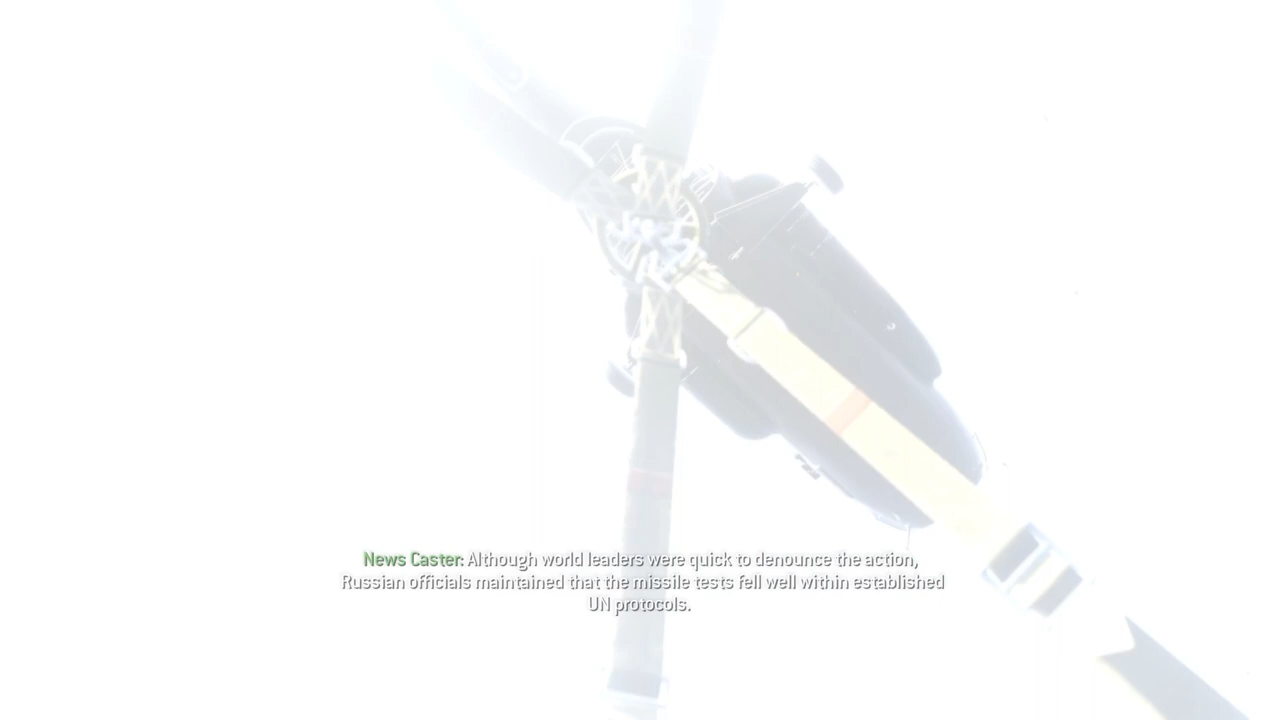 News Caster: Although world leaders were quick to denounce the action,
Russian officials maintained that the missile tests fell well within established
UN protocols.